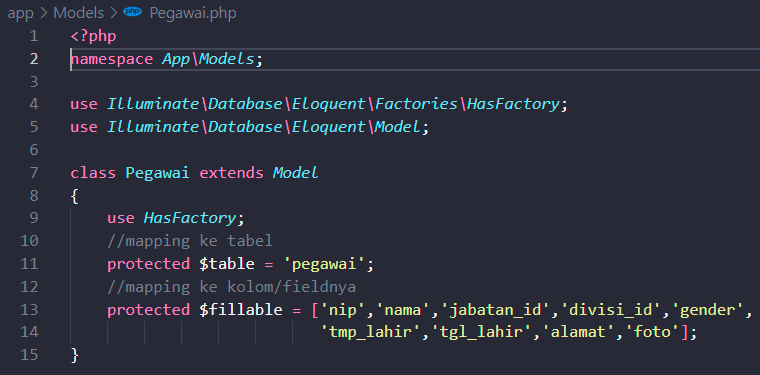 app > Models > php Pegawai.php
1 <?php
2 namespace App\Models;
3
4 use Illuminate\Database\Eloquent\Factories\HasFactory;
5 use Illuminate\Database\Eloquent\Model;
6
7 class Pegawai extends Model
8 {
9 use HasFactory;
10 //mapping ke tabel
11 protected $table = 'pegawai';
12 //mapping ke kolom/fieldnya
13 protected $fillable = ['nip','nama','jabatan_id','divisi_id','gender',
14 'tmp_lahir','tgl_lahir','alamat','foto'];
15 }